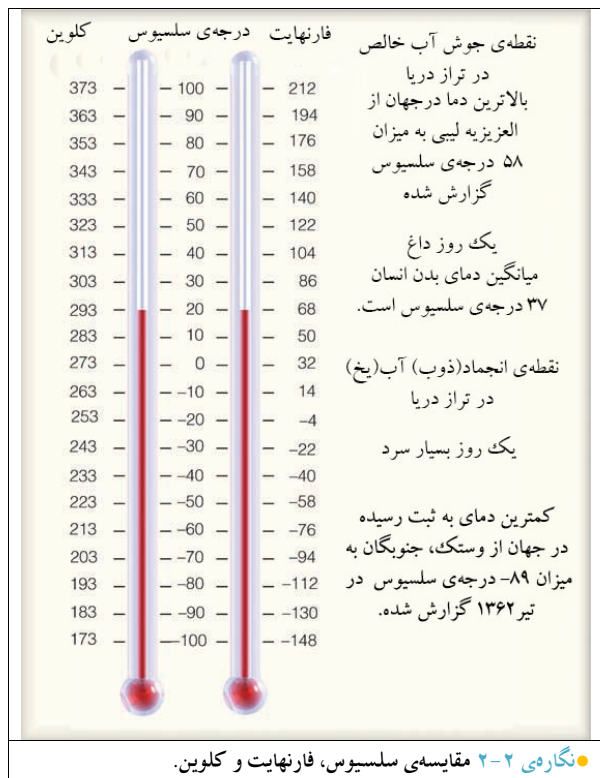 کلوین درجه‌ی سلسیوس فارنهایت
373 – 100 – 212
363 – 90 – 194
353 – 80 – 176
343 – 70 – 158
333 – 60 – 140
323 – 50 – 122
313 – 40 – 104
303 – 30 – 86
293 – 20 – 68
283 – 10 – 50
273 – 0 – 32
263 – –10 – 14
253 – –20 – –4
243 – –30 – –22
233 – –40 – –40
223 – –50 – –58
213 – –60 – –76
203 – –70 – –94
193 – –80 – –112
183 – –90 – –130
173 – –100 – –148
نقطه‌ی جوش آب خالص
در تراز دریا
بالاترین دما درجهان از
العزیزیه لیبی به میزان
۵۸ درجه‌ی سلسیوس
گزارش شده
یک روز داغ
میانگین دمای بدن انسان
۳۷ درجه‌ی سلسیوس است.
نقطه‌ی انجماد(ذوب) آب(یخ)
در تراز دریا
یک روز بسیار سرد
کمترین دمای به ثبت رسیده
در جهان از وستک، جنوبگان به
میزان ۸۹- درجه‌ی سلسیوس در
تیر ۱۳۶۲ گزارش شده.
نگاره‌ی ۲-۲ مقایسه‌ی سلسیوس، فارنهایت و کلوین.